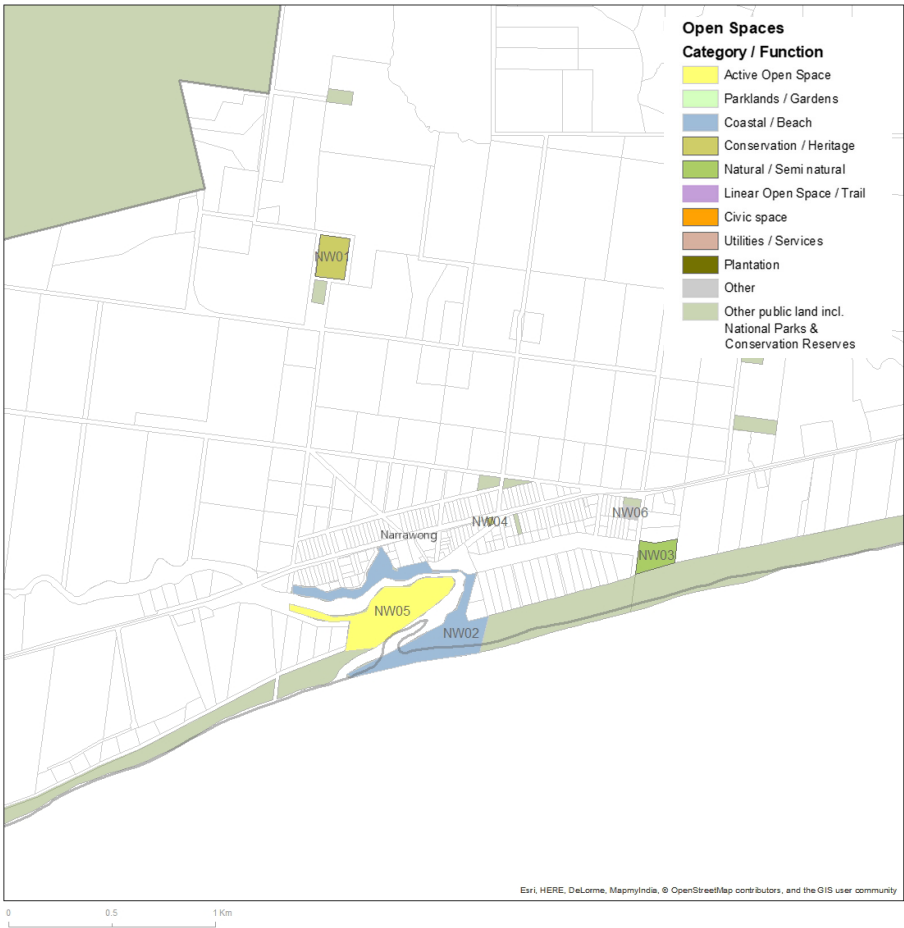 Open Spaces
Category / Function
Active Open Space
Parklands / Gardens
Coastal / Beach
Conservation / Heritage
Natural / Semi natural
Linear Open Space / Trail
Civic space
Utilities / Services
Plantation
Other
Other public land incl.
National Parks &
Conservation Reserves
NW01
NW06
NW04
Narrawong
NW03
NW05
NW02
Esri, HERE, DeLorme, MapmyIndia, © OpenStreetMap contributors, and the GIS user community
0 0.5 1 Km